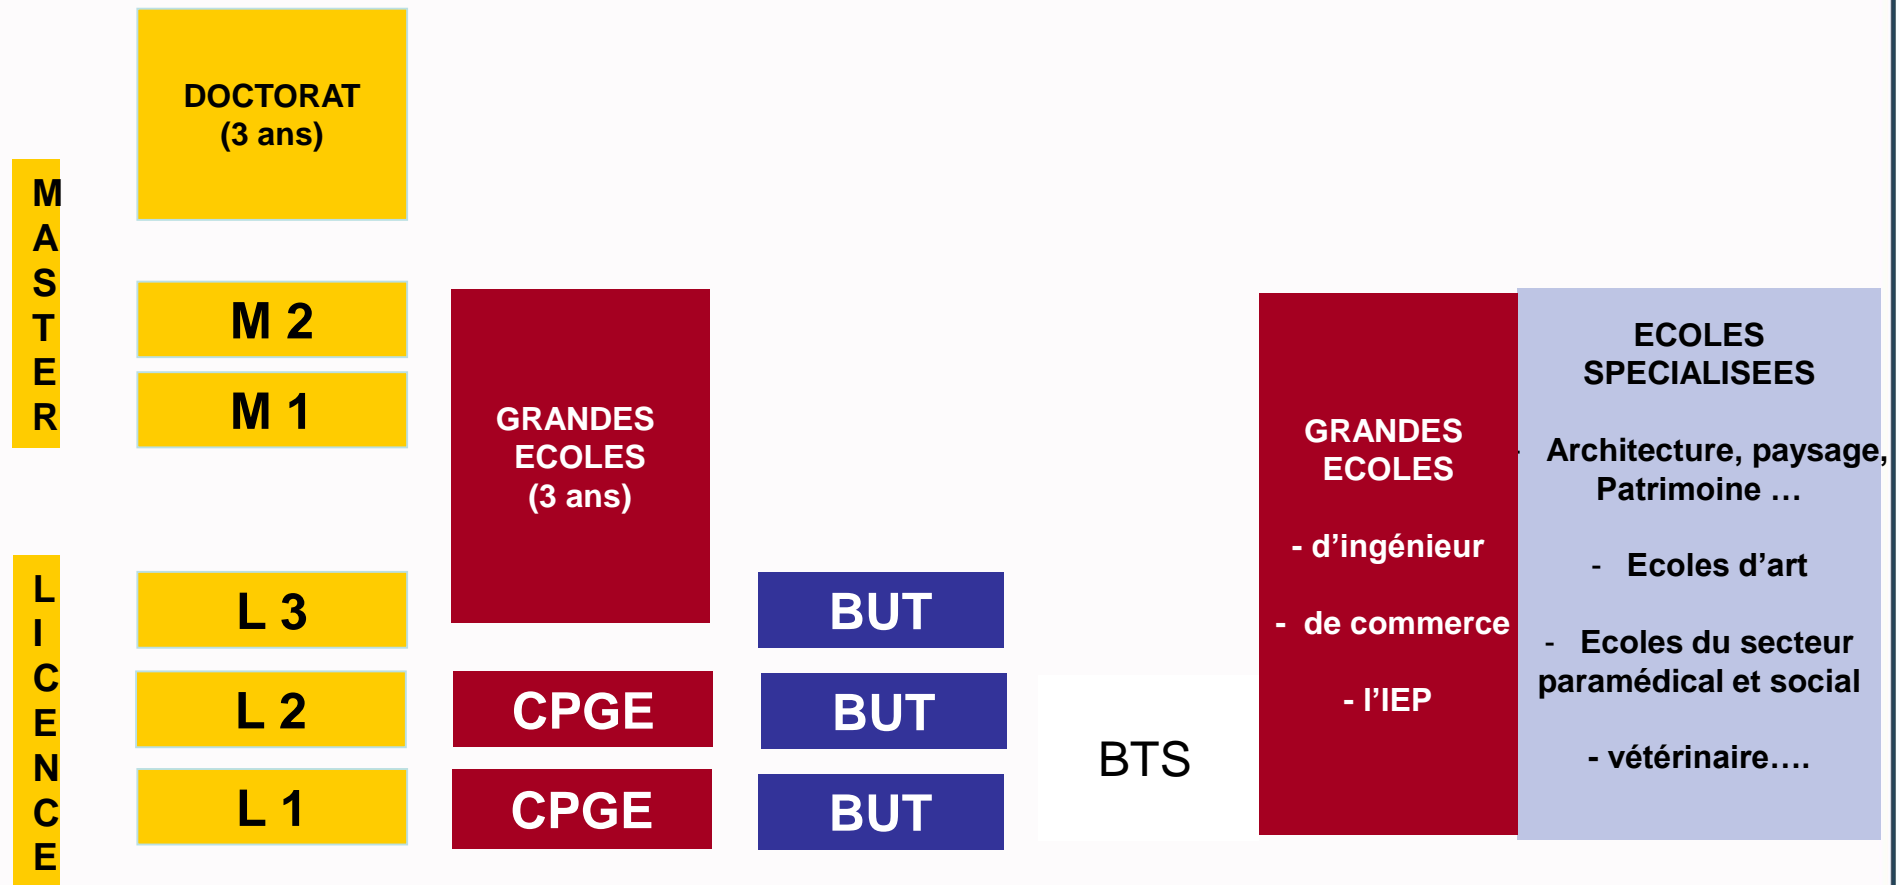 DOCTORAT
(3 ans)
MASTER
M 2
M 1
LICENCE
L 3
L 2
L 1
GRANDES
ECOLES
(3 ans)
CPGE
CPGE
BUT
BUT
BUT
BTS
GRANDES
ECOLES
- d’ingénieur
- de commerce
- l’IEP
ECOLES
SPECIALISEES
- Architecture, paysage,
Patrimoine …
- Ecoles d’art
- Ecoles du secteur
paramédical et social
- vétérinaire….